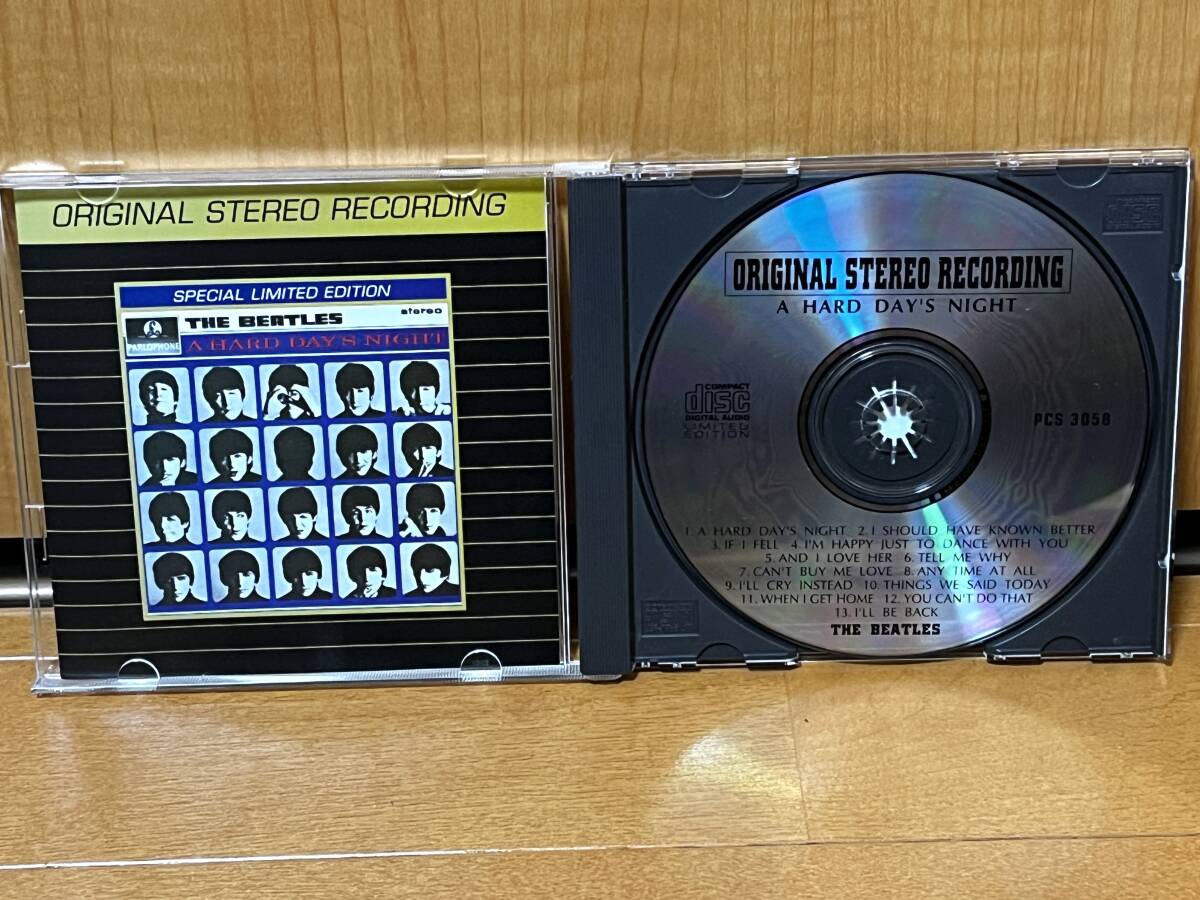 ORIGINAL STEREO RECORDING
SPECIAL LIMITED EDITION
PARLOPHONE
THE BEATLES
stereo
A HARD DAY'S NIGHT
ORIGINAL STEREO RECORDING
A HARD DAY'S NIGHT
COMPACT
disc
DIGITAL AUDIO
LIMITED
EDITION
PCS 3058
1. A HARD DAY'S NIGHT 2. I SHOULD HAVE KNOWN BETTER
3. IF I FELL 4. I'M HAPPY JUST TO DANCE WITH YOU
5. AND I LOVE HER 6. TELL ME WHY
7. CAN'T BUY ME LOVE 8. ANY TIME AT ALL
9. I'LL CRY INSTEAD 10. THINGS WE SAID TODAY
11. WHEN I GET HOME 12. YOU CAN'T DO THAT
13. I'LL BE BACK
THE BEATLES